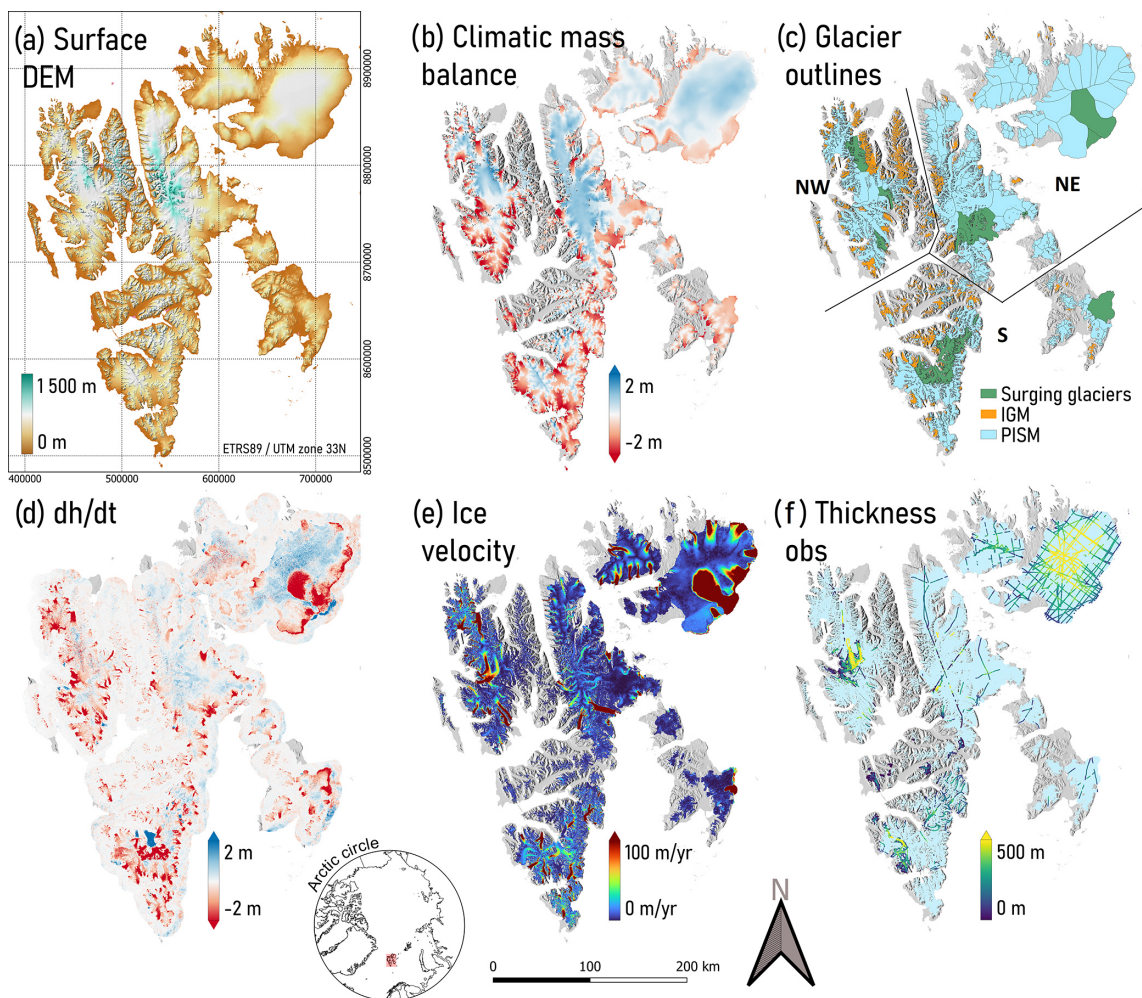 (a) Surface
DEM
8900000
8800000
8700000
8600000
8500000
1 500 m
0 m
ETRS89 / UTM zone 33N
400000
500000
600000
700000
(b) Climatic mass
balance
2 m
-2 m
(c) Glacier
outlines
NW
NE
S
Surging glaciers
IGM
PISM
(d) dh/dt
2 m
-2 m
Arctic circle
(e) Ice
velocity
100 m/yr
0 m/yr
0
100
200 km
(f) Thickness
obs
500 m
0 m
N